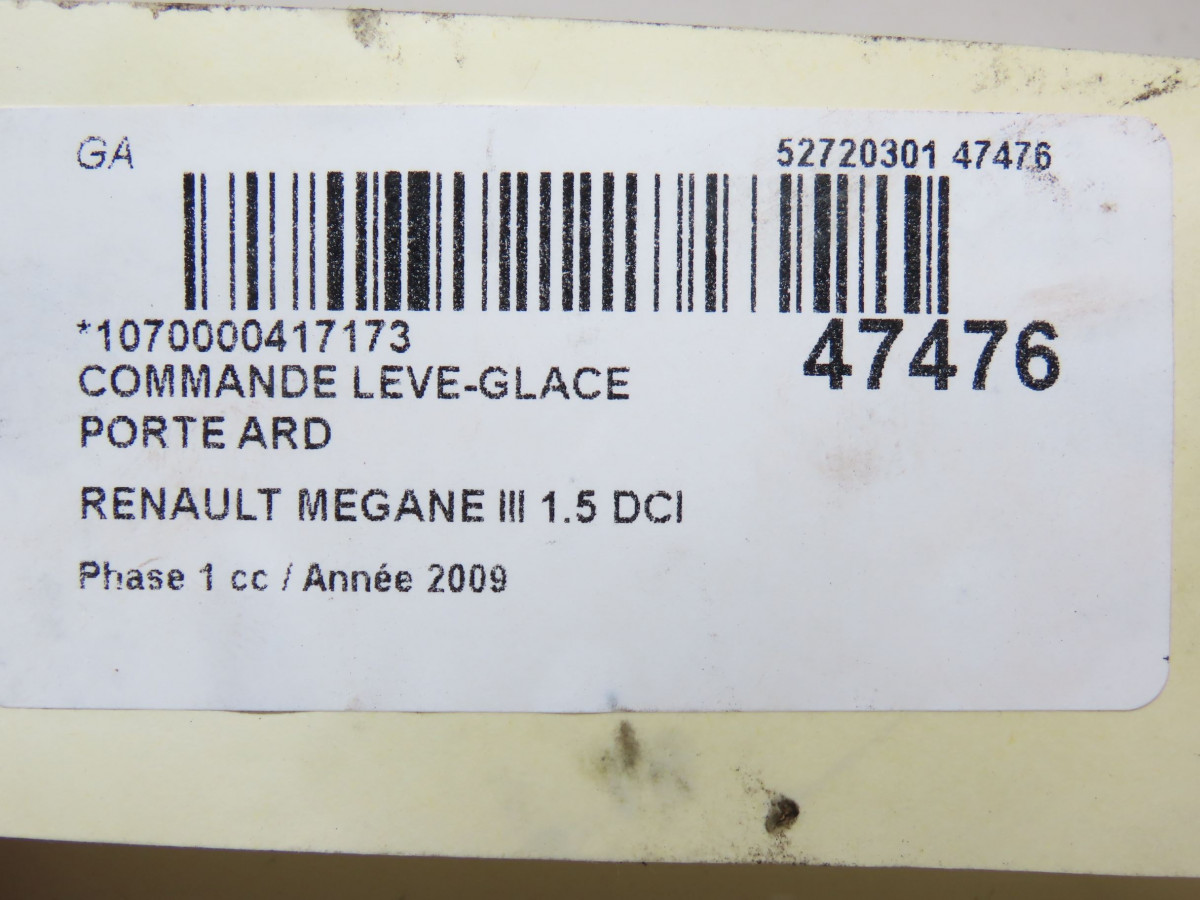 GA
52720301 47476
*1070000417173
47476
COMMANDE LEVE-GLACE
PORTE ARD
RENAULT MEGANE III 1.5 DCI
Phase 1 cc / Année 2009